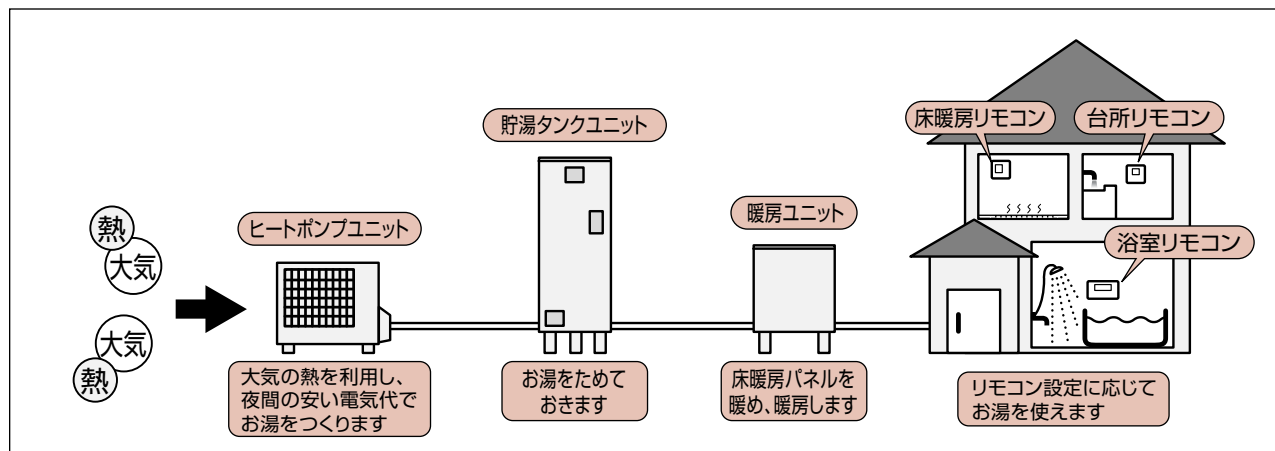 熱
大気
大気
熱
ヒートポンプユニット
大気の熱を利用し、
夜間の安い電気代で
お湯をつくります
貯湯タンクユニット
お湯をためて
おきます
暖房ユニット
床暖房パネルを
暖め、暖房します
床暖房リモコン
台所リモコン
浴室リモコン
リモコン設定に応じて
お湯を使えます